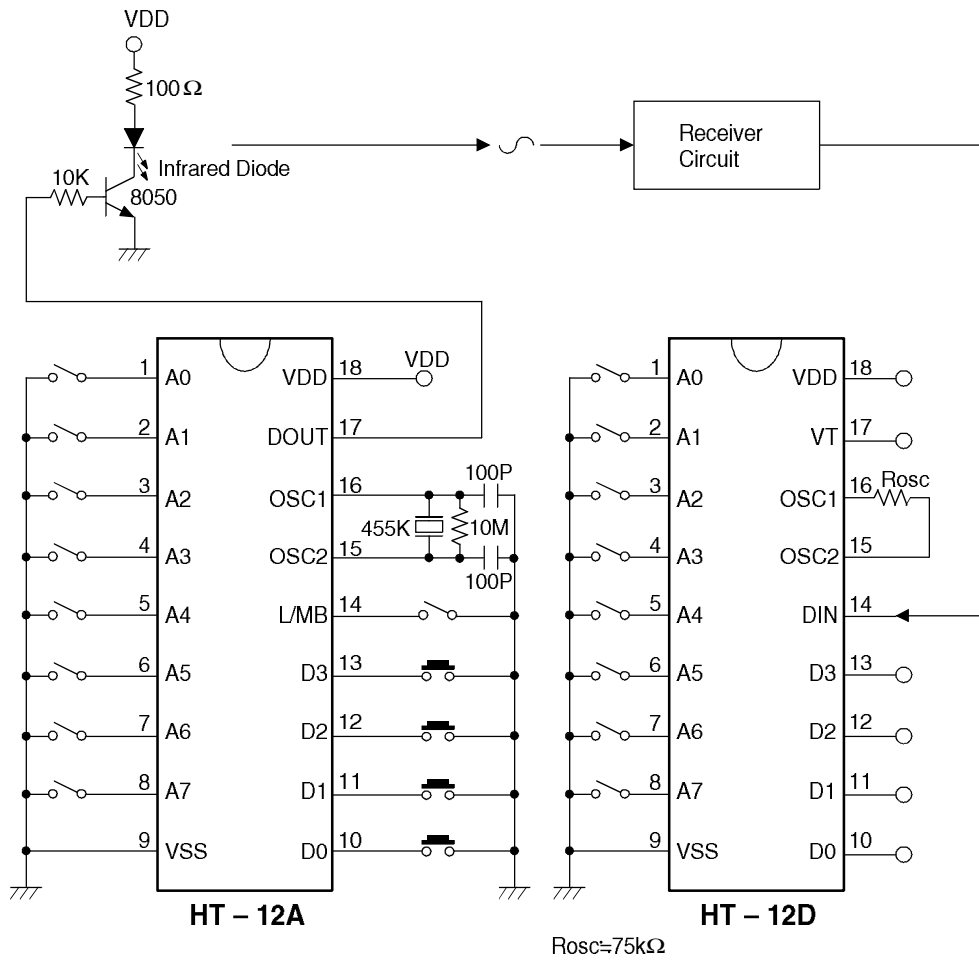 VDD
100Ω
Infrared Diode
10K
8050
Receiver
Circuit
HT – 12A
1 A0
2 A1
3 A2
4 A3
5 A4
6 A5
7 A6
8 A7
9 VSS
VDD 18 VDD
DOUT 17
OSC1 16
OSC2 15
L/MB 14
D3 13
D2 12
D1 11
D0 10
100P
455K
10M
100P
HT – 12D
1 A0
2 A1
3 A2
4 A3
5 A4
6 A5
7 A6
8 A7
9 VSS
VDD 18
VT 17
OSC1 16
Rosc
OSC2 15
DIN 14
D3 13
D2 12
D1 11
D0 10
Rosc≒75kΩ